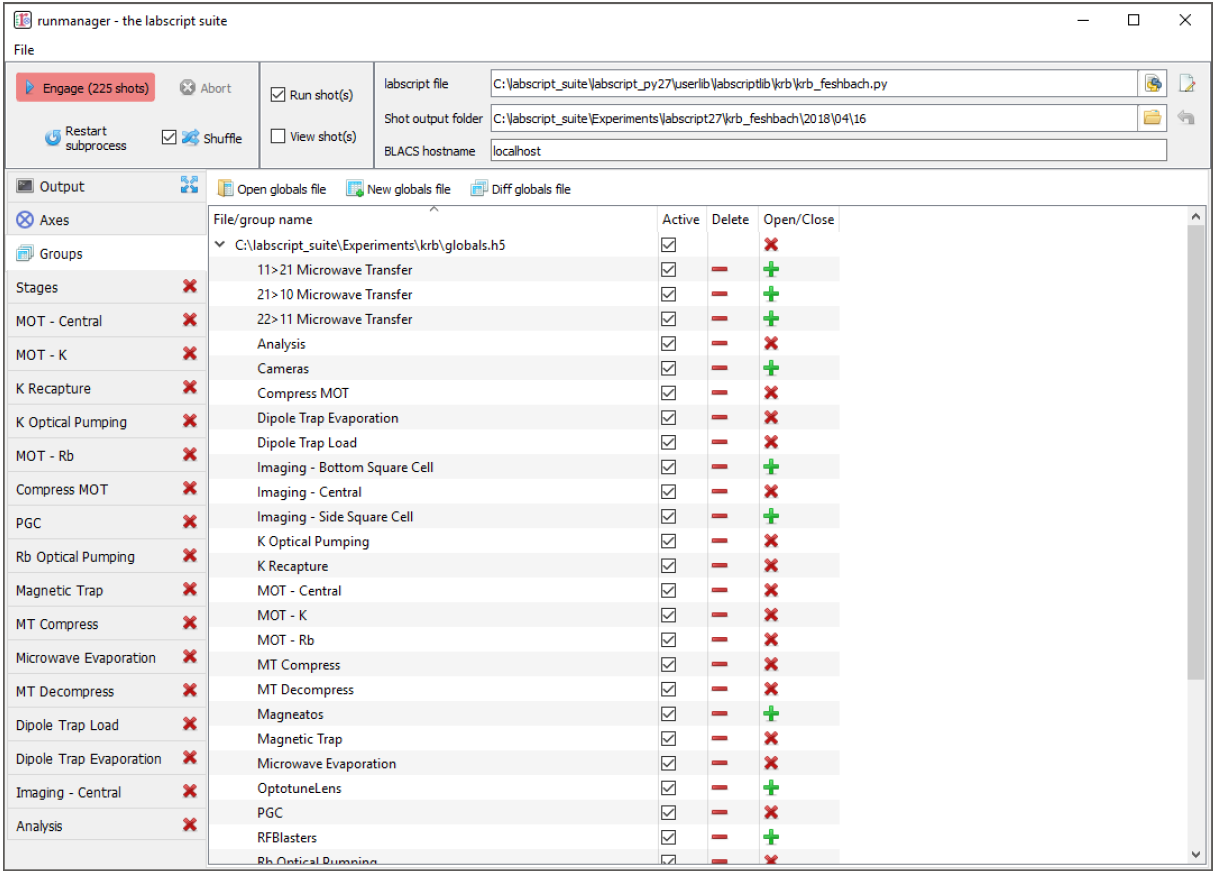 runmanager - the labscript suite
File
Engage (225 shots)
Abort
Restart subprocess
Shuffle
Run shot(s)
View shot(s)
labscript file
C:\labscript_suite\labscript_py27\userlib\labscriptlib\krb\krb_feshbach.py
Shot output folder
C:\labscript_suite\Experiments\labscript27\krb_feshbach\2018\04\16
BLACS hostname
localhost
Output
Axes
Groups
Stages
MOT - Central
MOT - K
K Recapture
K Optical Pumping
MOT - Rb
Compress MOT
PGC
Rb Optical Pumping
Magnetic Trap
MT Compress
Microwave Evaporation
MT Decompress
Dipole Trap Load
Dipole Trap Evaporation
Imaging - Central
Analysis
Open globals file
New globals file
Diff globals file
File/group name Active Delete Open/Close
C:\labscript_suite\Experiments\krb\globals.h5
11>21 Microwave Transfer
21>10 Microwave Transfer
22>11 Microwave Transfer
Analysis
Cameras
Compress MOT
Dipole Trap Evaporation
Dipole Trap Load
Imaging - Bottom Square Cell
Imaging - Central
Imaging - Side Square Cell
K Optical Pumping
K Recapture
MOT - Central
MOT - K
MOT - Rb
MT Compress
MT Decompress
Magneatos
Magnetic Trap
Microwave Evaporation
OptotuneLens
PGC
RFBlasters
Rb Optical Pumping